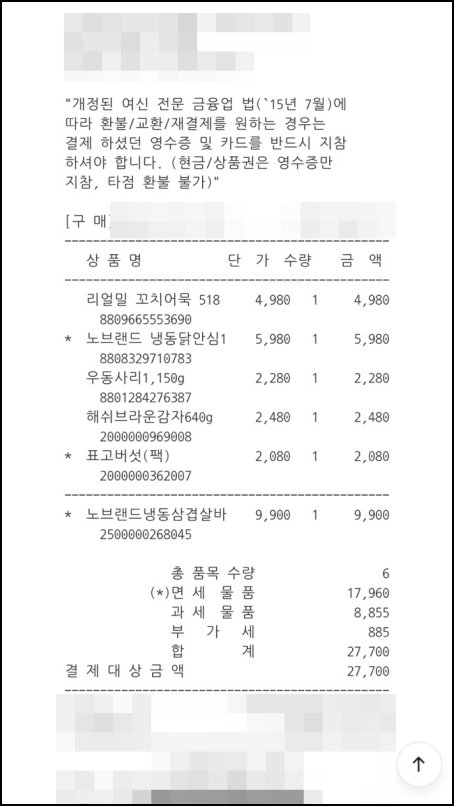 "개정된 여신 전문 금융업 법(`15년 7월)에
따라 환불/교환/재결제를 원하는 경우는
결제 하셨던 영수증 및 카드를 반드시 지참
하셔야 합니다. (현금/상품권은 영수증만
지참, 타점 환불 불가)"
[구 매]
상 품 명 단 가 수량 금 액
리얼밀 꼬치어묵 518 4,980 1 4,980
8809665553690
* 노브랜드 냉동닭안심1 5,980 1 5,980
8808329710783
우동사리1,150g 2,280 1 2,280
8801284276387
해쉬브라운감자640g 2,480 1 2,480
2000000969008
* 표고버섯(팩) 2,080 1 2,080
2000000362007
* 노브랜드냉동삼겹살바 9,900 1 9,900
2500000268045
총 품목 수량 6
(*)면 세 물 품 17,960
과 세 물 품 8,855
부 가 세 885
합 계 27,700
결 제 대 상 금 액 27,700